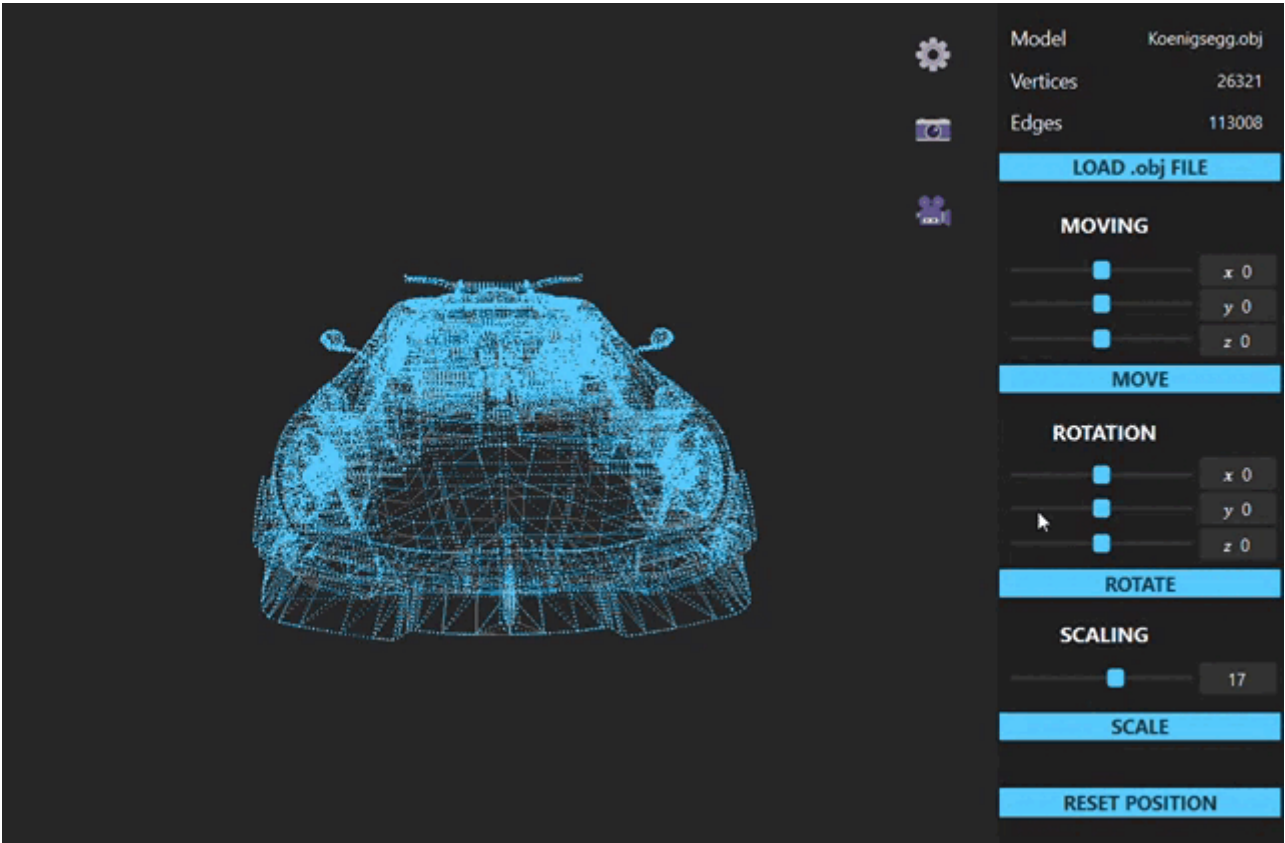 Model Koenigsegg.obj
Vertices 26321
Edges 113008
LOAD .obj FILE
MOVING
x 0
y 0
z 0
MOVE
ROTATION
x 0
y 0
z 0
ROTATE
SCALING
17
SCALE
RESET POSITION